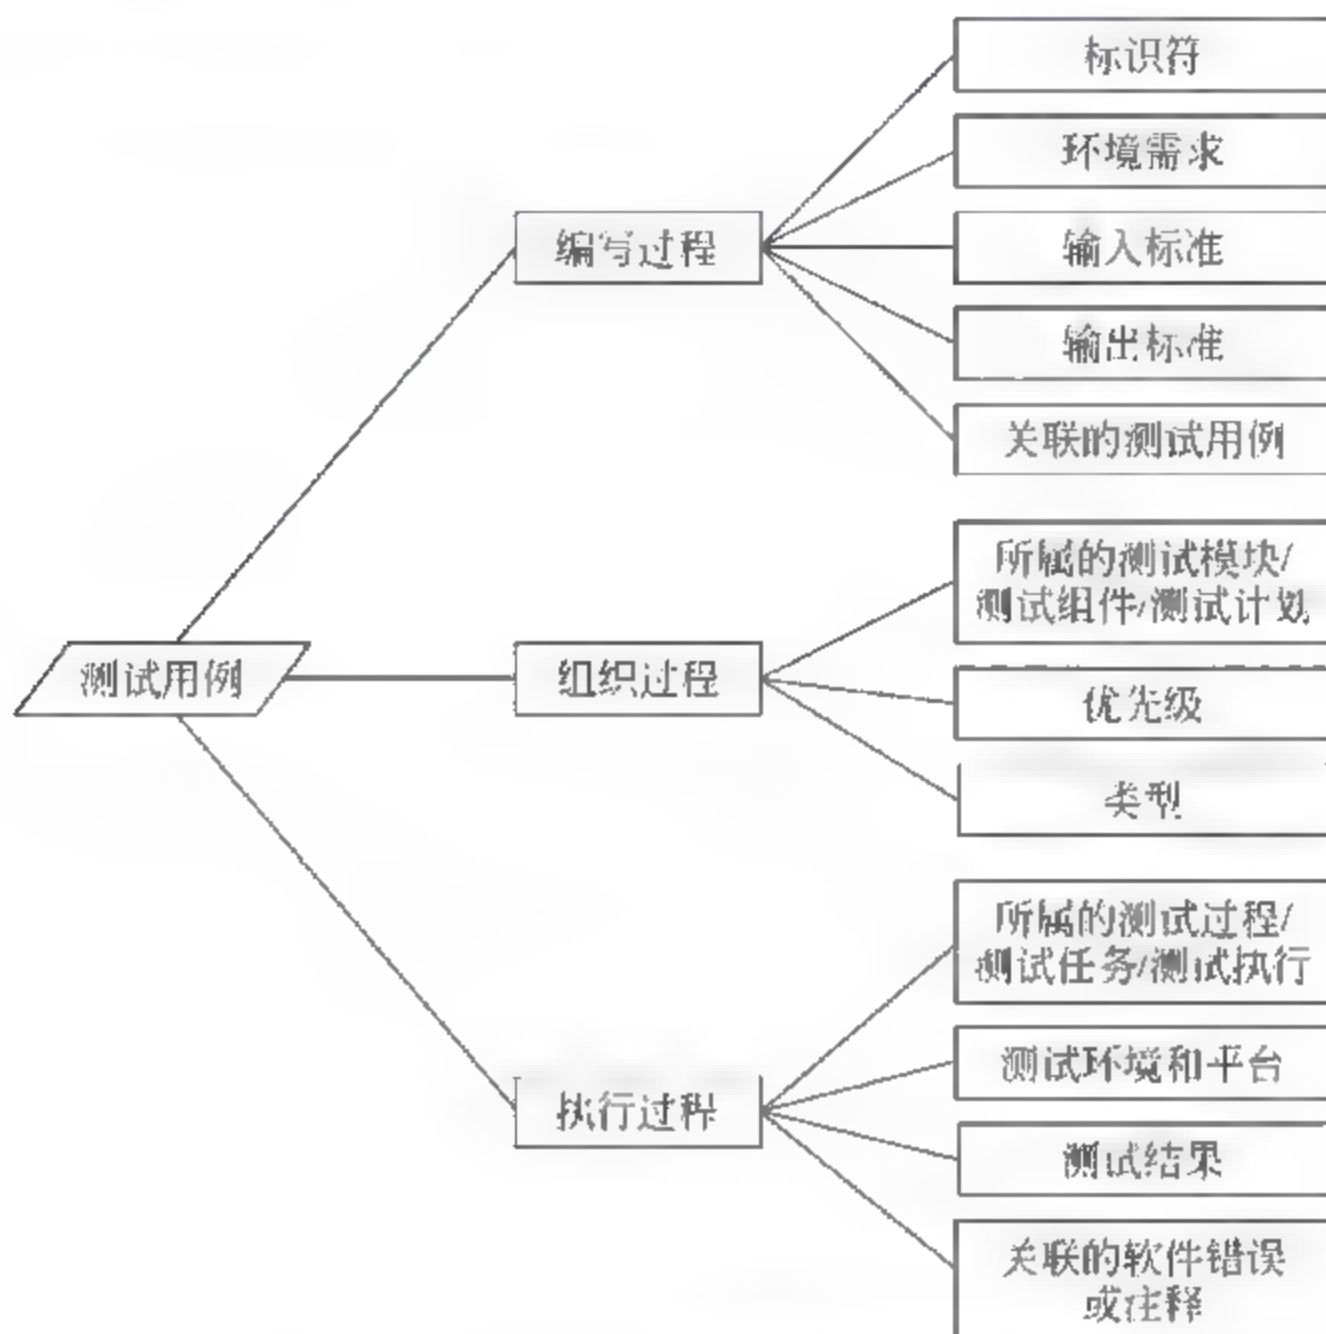 标识符
环境需求
编写过程
输入标准
输出标准
关联的测试用例
所属的测试模块/
测试组件/测试计划
测试用例
组织过程
优先级
类型
所属的测试过程/
测试任务/测试执行
测试环境和平台
执行过程
测试结果
关联的软件错误
或注释